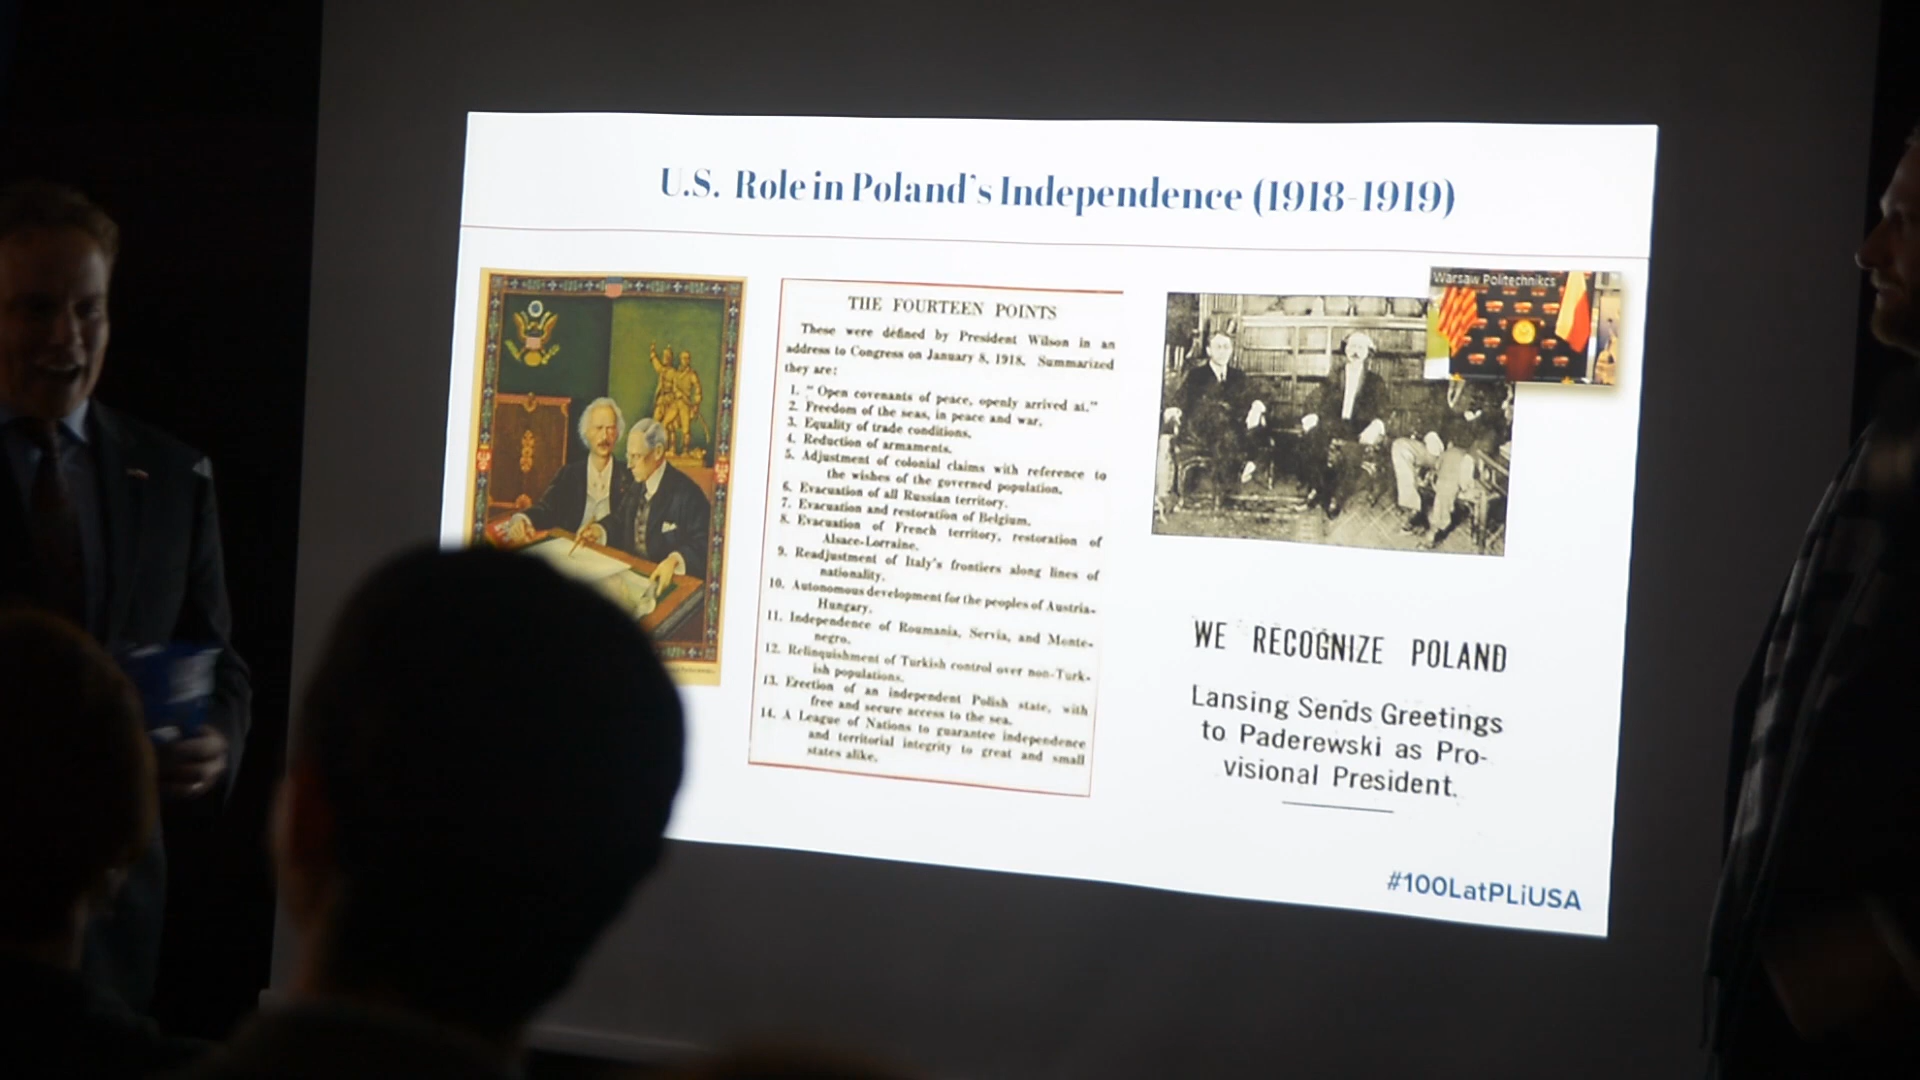 U.S. Role in Poland's Independence (1918-1919)
THE FOURTEEN POINTS
These were defined by President Wilson in an
address to Congress on January 8, 1918. Summarized
they are:
1. "Open covenants of peace, openly arrived at."
2. Freedom of the seas, in peace and war.
3. Equality of trade conditions.
4. Reduction of armaments.
5. Adjustment of colonial claims with reference to
the wishes of the governed population.
6. Evacuation of all Russian territory.
7. Evacuation and restoration of Belgium.
8. Evacuation of French territory, restoration of
Alsace-Lorraine.
9. Readjustment of Italy's frontiers along lines of
nationality.
10. Autonomous development for the peoples of Austria-
Hungary.
11. Independence of Roumania, Servia, and Monte-
negro.
12. Relinquishment of Turkish control over non-Turk-
ish populations.
13. Erection of an independent Polish state, with
free and secure access to the sea.
14. A League of Nations to guarantee independence
and territorial integrity to great and small
states alike.
Warsaw Politechnikcs
WE RECOGNIZE POLAND
Lansing Sends Greetings
to Paderewski as Pro-
visional President.
#100LatPLiUSA